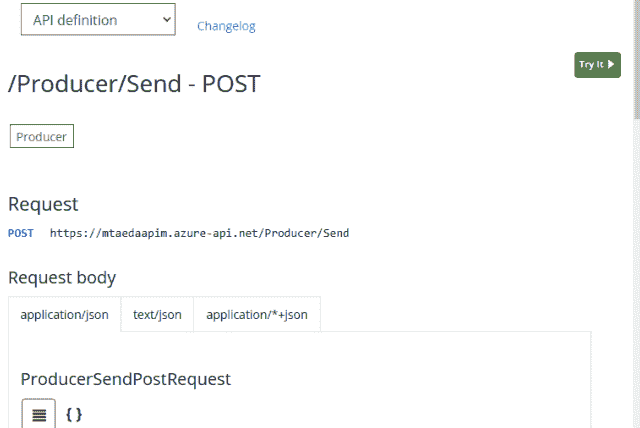 API definition
Changelog
Try It
/Producer/Send - POST
Producer
Request
POST https://mtaedaapim.azure-api.net/Producer/Send
Request body
application/json text/json application/*+json
ProducerSendPostRequest
{ }